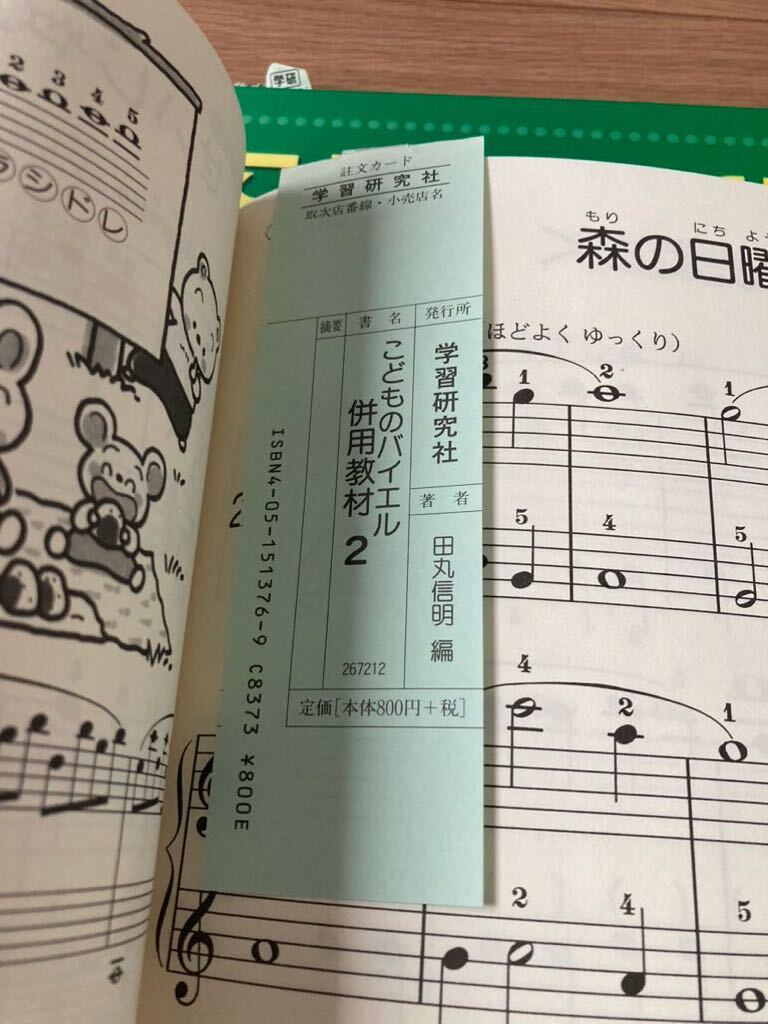 2 3 4 5
ラシドレ
学研
註文カード
学習研究社
取次店番線・小売店名
発行所
学習研究社
著者
田丸信明 編
書名
こどものバイエル
併用教材 2
267212
摘要
定価[本体800円+税]
ISBN4-05-151376-9 C8373 ¥800E
もり にち よ
森の日曜
ほどよく ゆっくり)
1 2 1
5 4 5
4 2 1
2 4 5